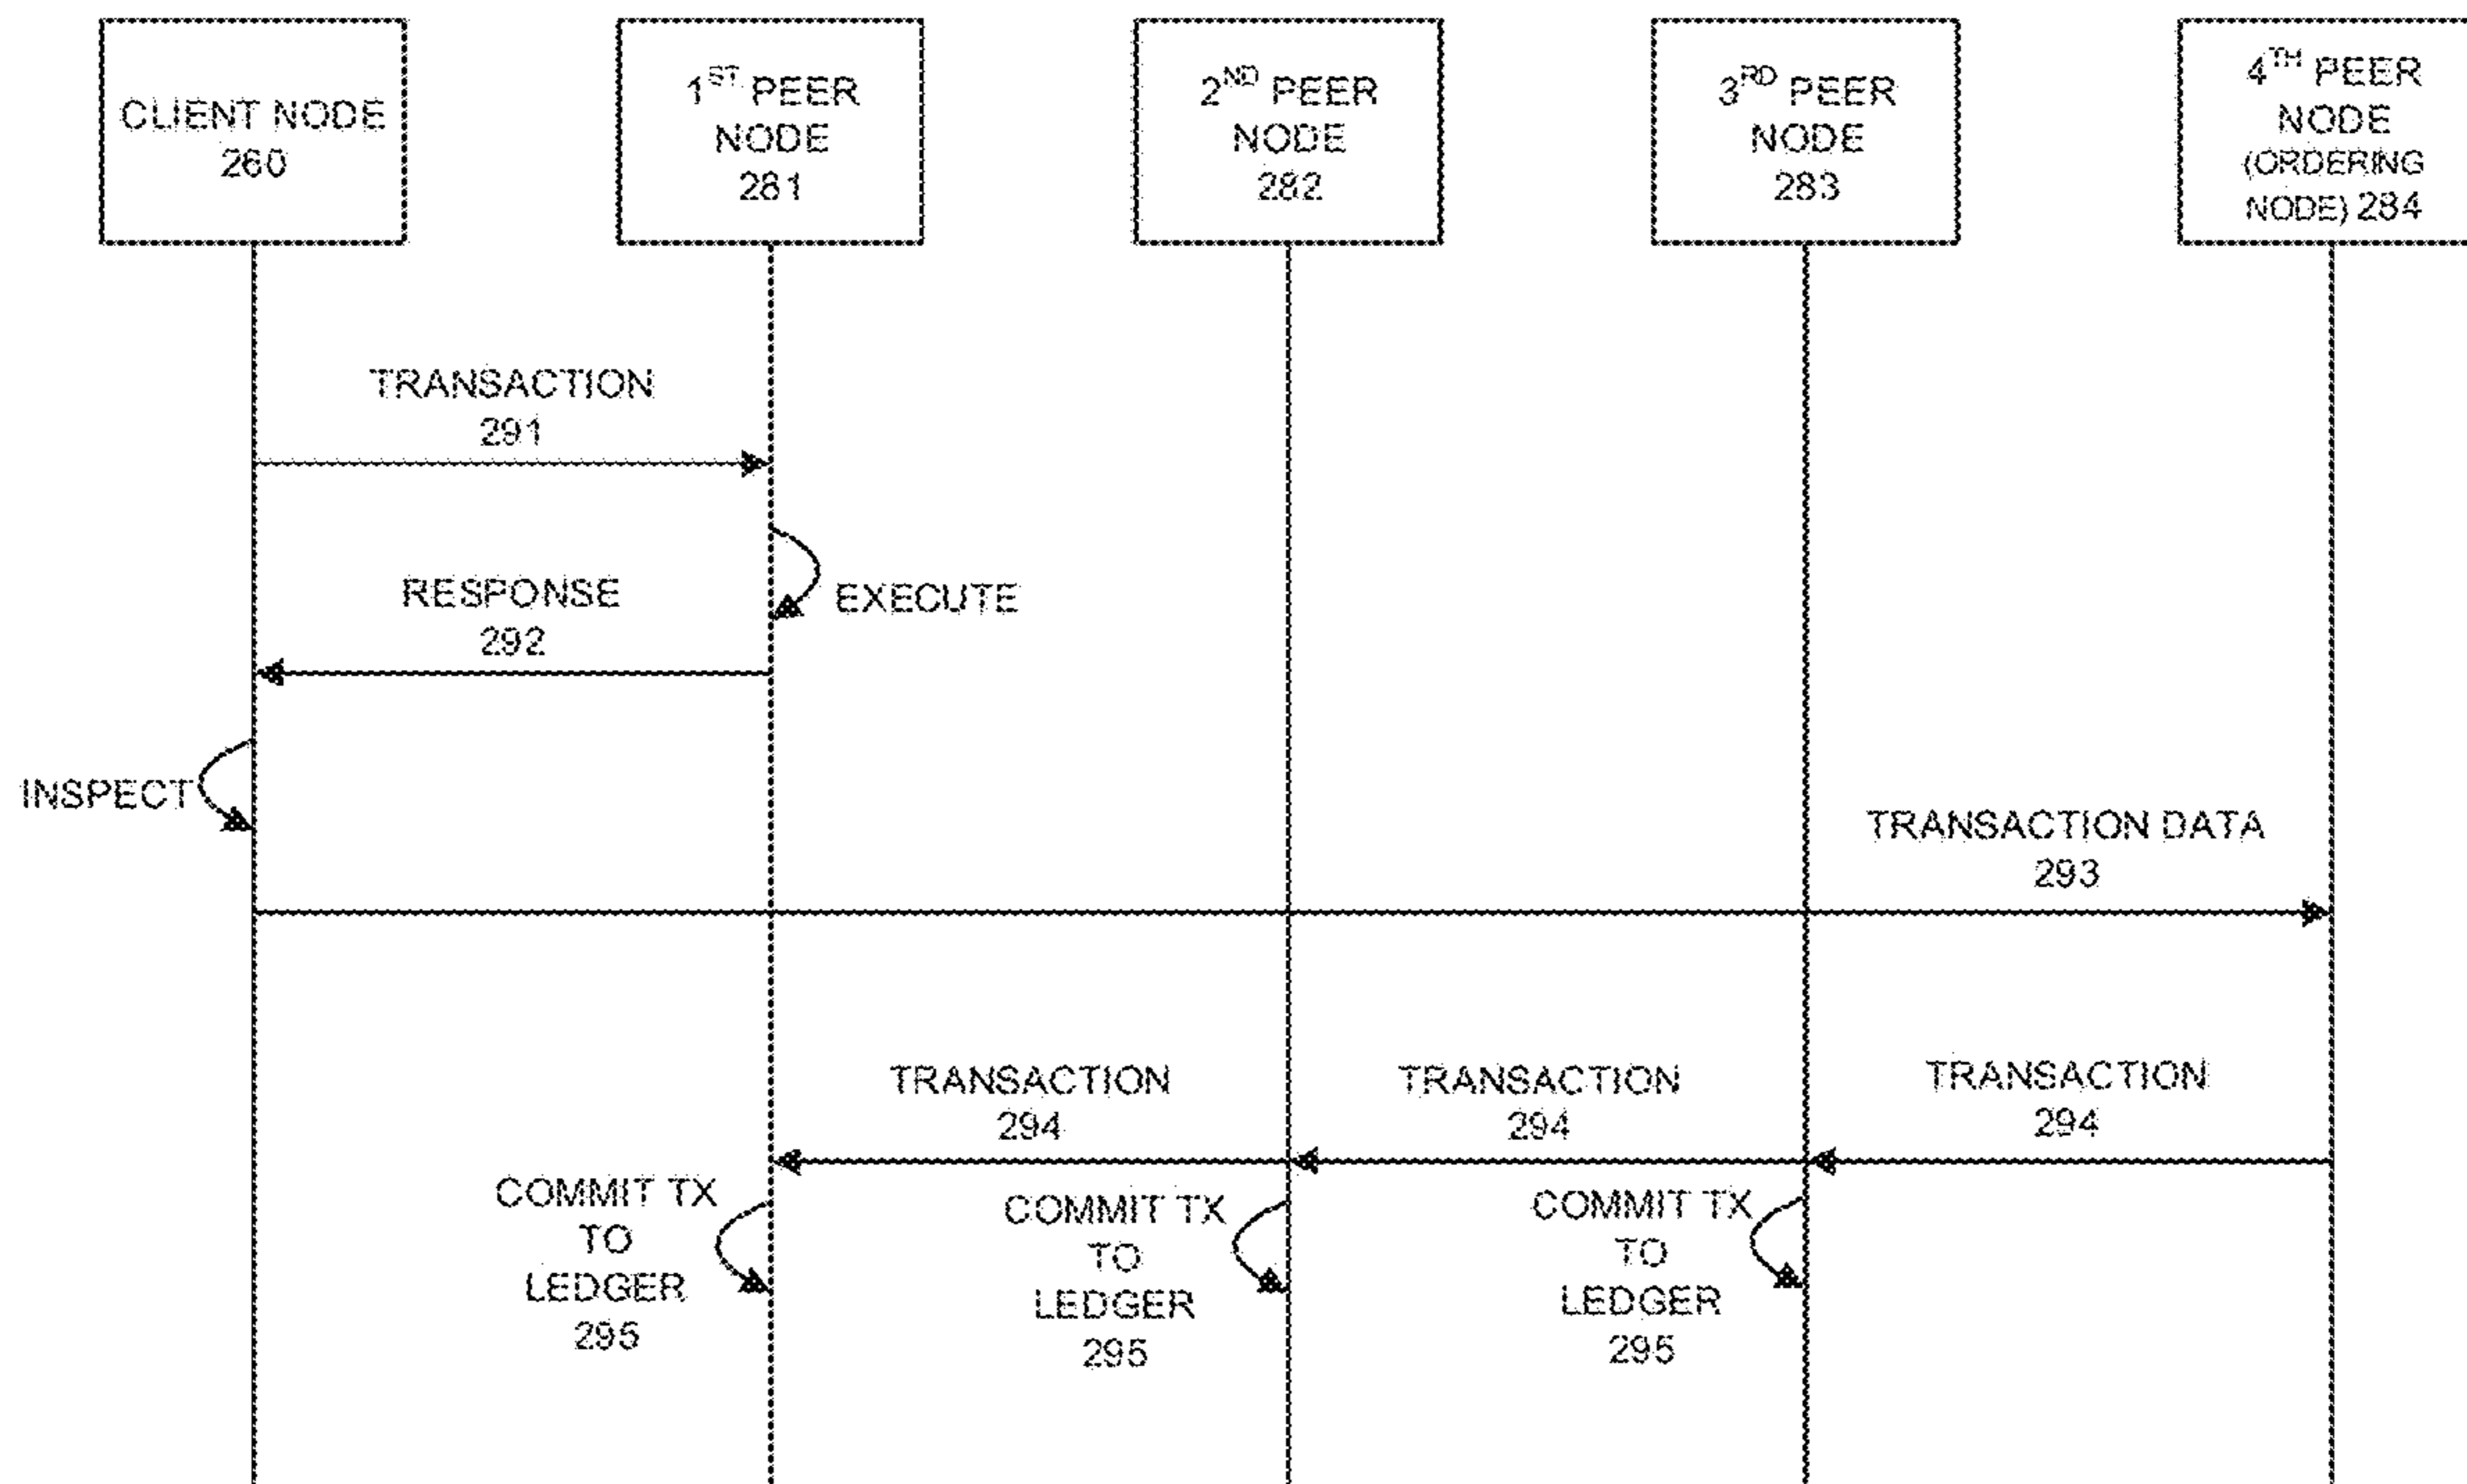 CLIENT NODE
260
1ST PEER
NODE
281
2ND PEER
NODE
282
3RD PEER
NODE
283
4TH PEER
NODE
(ORDERING
NODE) 284
TRANSACTION
291
EXECUTE
RESPONSE
292
INSPECT
TRANSACTION DATA
293
TRANSACTION
294
TRANSACTION
294
TRANSACTION
294
COMMIT TX
TO
LEDGER
295
COMMIT TX
TO
LEDGER
295
COMMIT TX
TO
LEDGER
295